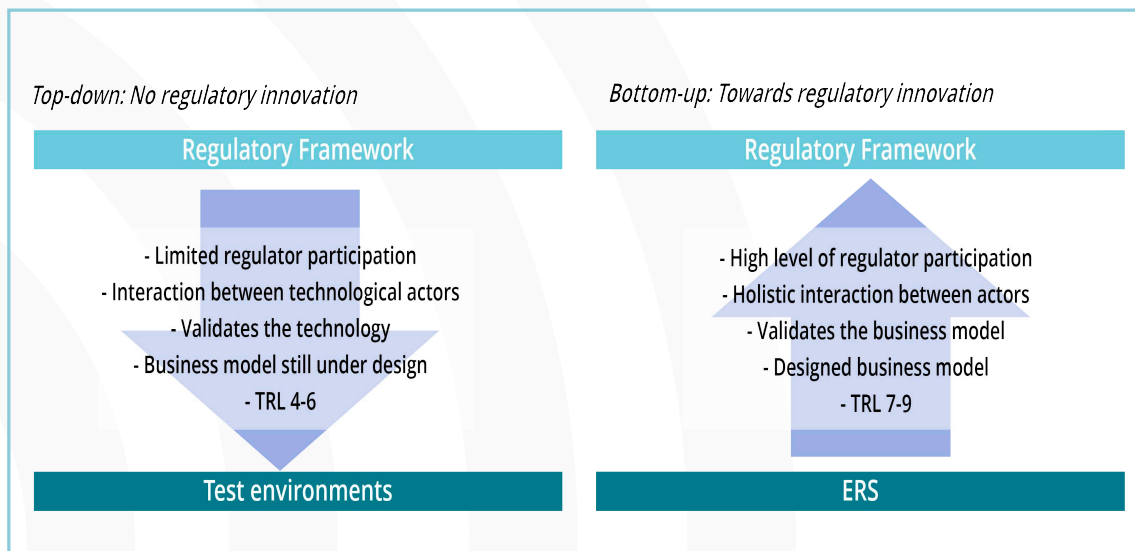 Top-down: No regulatory innovation
Regulatory Framework
- Limited regulator participation
- Interaction between technological actors
- Validates the technology
- Business model still under design
- TRL 4-6
Test environments
Bottom-up: Towards regulatory innovation
Regulatory Framework
- High level of regulator participation
- Holistic interaction between actors
- Validates the business model
- Designed business model
- TRL 7-9
ERS